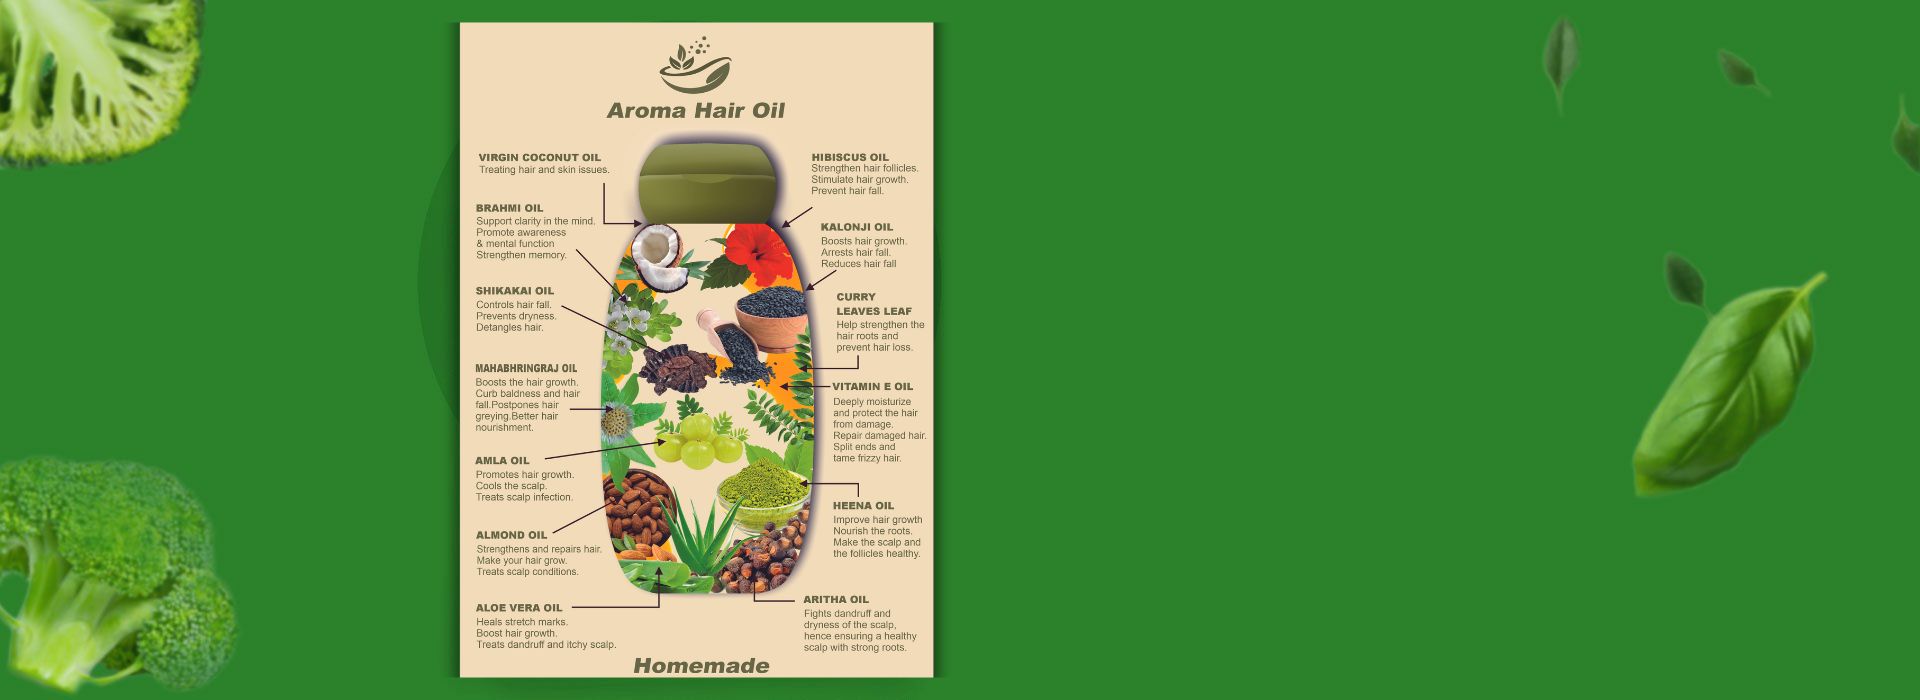 Aroma Hair Oil
VIRGIN COCONUT OIL
Treating hair and skin issues.
BRAHMI OIL
Support clarity in the mind.
Promote awareness
& mental function
Strengthen memory.
SHIKAKAI OIL
Controls hair fall.
Prevents dryness.
Detangles hair.
MAHABHRINGRAJ OIL
Boosts the hair growth.
Curb baldness and hair
fall.Postpones hair
greying.Better hair
nourishment.
AMLA OIL
Promotes hair growth.
Cools the scalp.
Treats scalp infection.
ALMOND OIL
Strengthens and repairs hair.
Make your hair grow.
Treats scalp conditions.
ALOE VERA OIL
Heals stretch marks.
Boost hair growth.
Treats dandruff and itchy scalp.
HIBISCUS OIL
Strengthen hair follicles.
Stimulate hair growth.
Prevent hair fall.
KALONJI OIL
Boosts hair growth.
Arrests hair fall.
Reduces hair fall
CURRY
LEAVES LEAF
Help strengthen the
hair roots and
prevent hair loss.
VITAMIN E OIL
Deeply moisturize
and protect the hair
from damage.
Repair damaged hair.
Split ends and
tame frizzy hair.
HEENA OIL
Improve hair growth
Nourish the roots.
Make the scalp and
the follicles healthy.
ARITHA OIL
Fights dandruff and
dryness of the scalp,
hence ensuring a healthy
scalp with strong roots.
Homemade